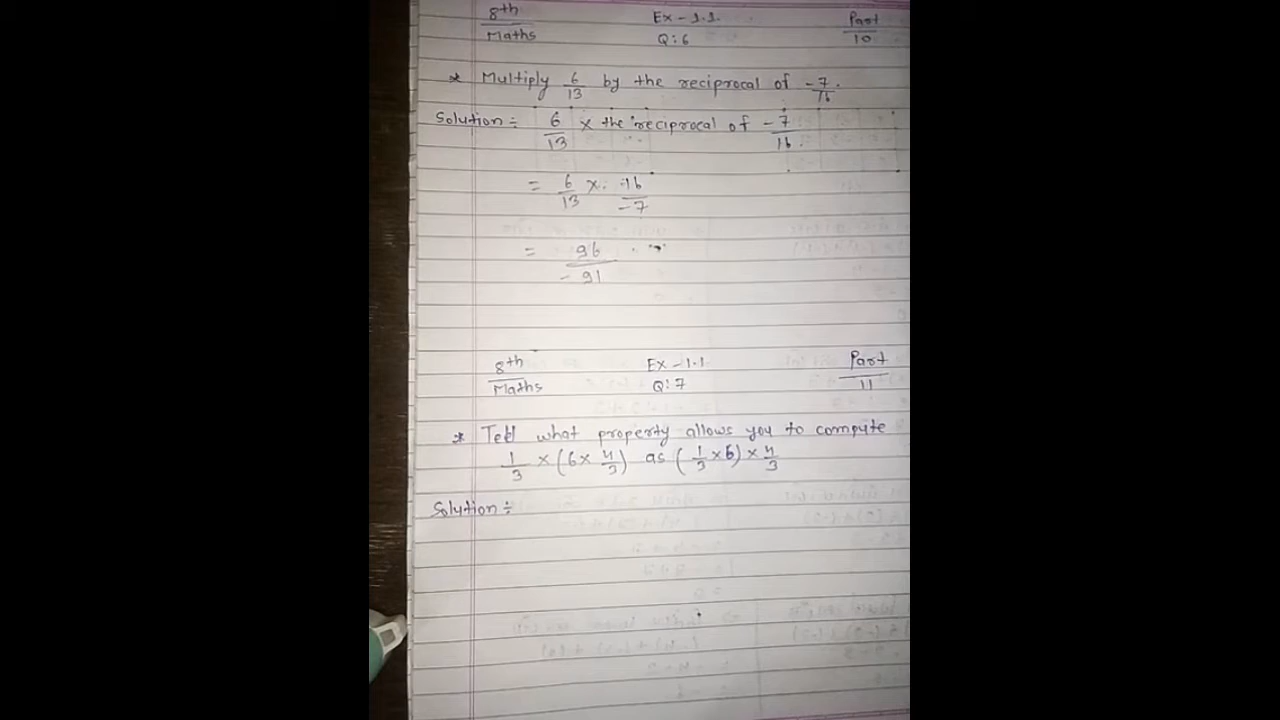 8th Maths Ex-1.1 Q:6 Part 10
* Multiply 6/13 by the reciprocal of -7/16.
Solution÷ 6/13 x the reciprocal of -7/16.
= 6/13 x 16/-7
= 96/-91
8th Maths Ex-1.1 Q:7 Part 11
* Tell what property allows you to compute
1/3 x (6 x 4/3) as (1/3 x 6) x 4/3
Solution÷